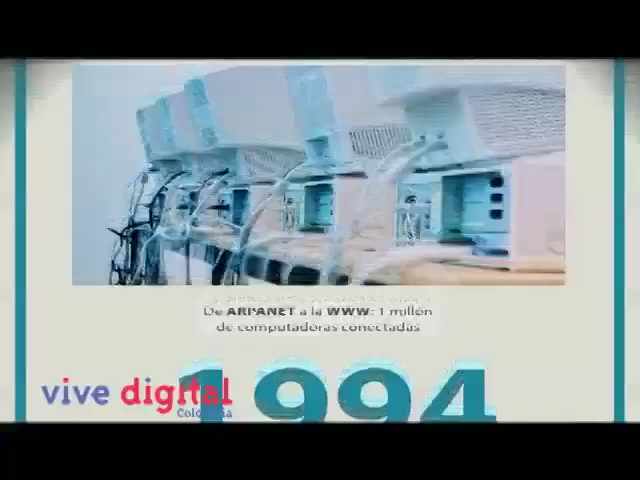 De ARPANET a la WWW: 1 millón
de computadoras conectadas
1994
vive digital
Colombia